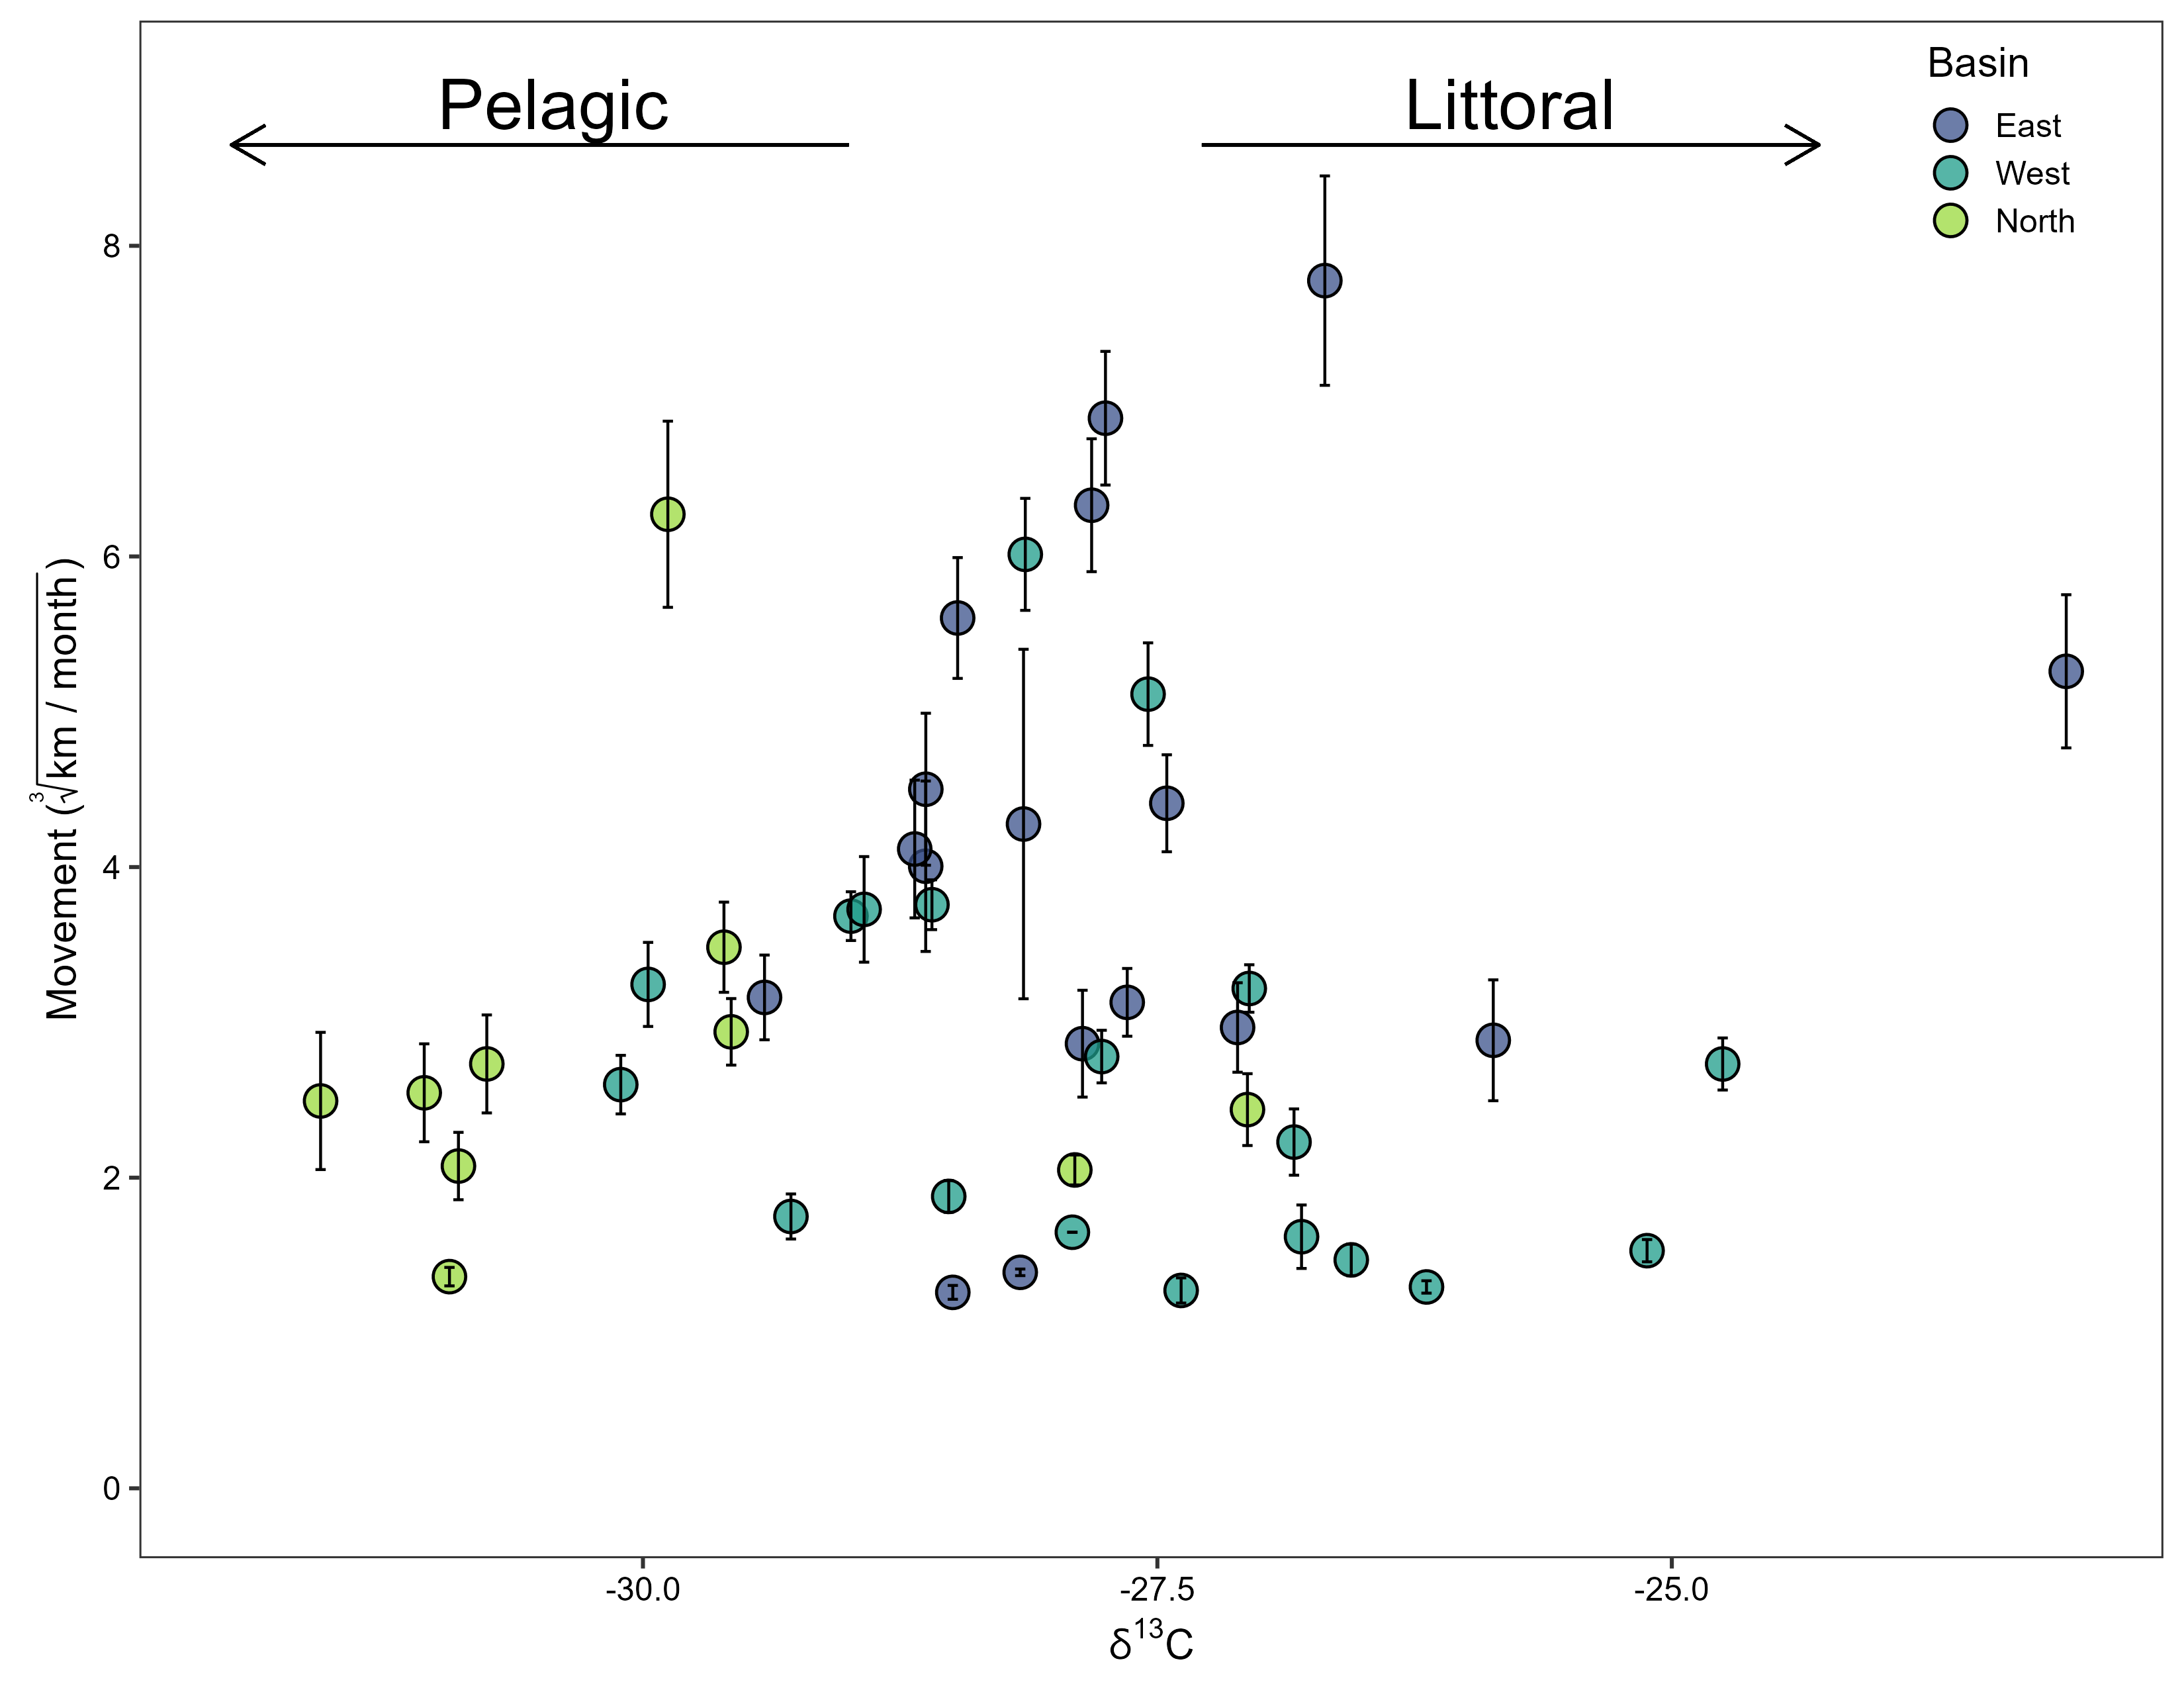 Pelagic
Littoral
Basin
East
West
North
8
6
4
2
0
Movement (∛km / month)
-30.0
-27.5
-25.0
δ¹³C